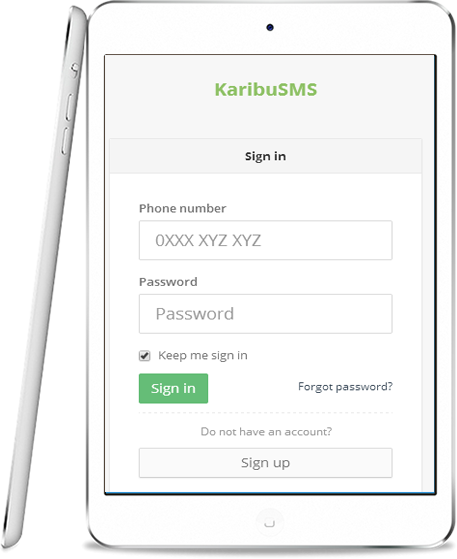 KaribuSMS
Sign in
Phone number
0XXX XYZ XYZ
Password
Password
Keep me sign in
Sign in
Forgot password?
Do not have an account?
Sign up